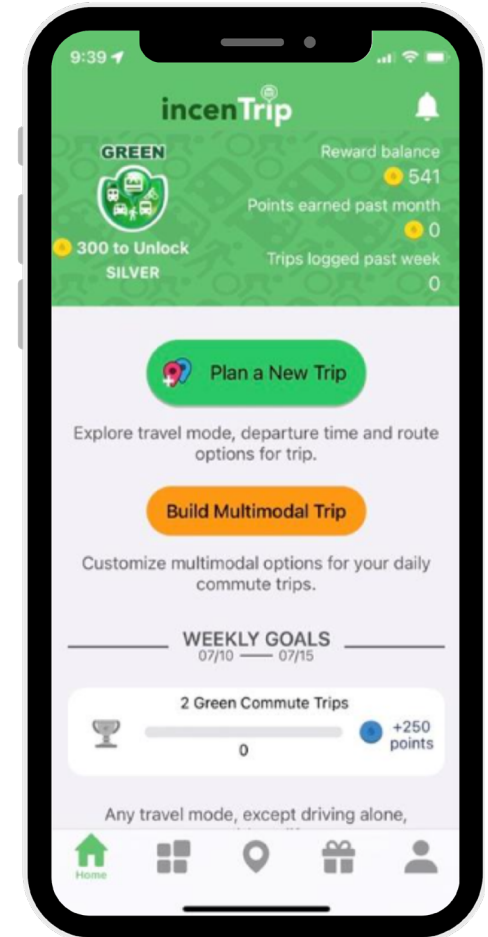 9:39
incenTrip
GREEN
300 to Unlock
SILVER
Reward balance
541
Points earned past month
0
Trips logged past week
0
Plan a New Trip
Explore travel mode, departure time and route
options for trip.
Build Multimodal Trip
Customize multimodal options for your daily
commute trips.
WEEKLY GOALS
07/10 07/15
2 Green Commute Trips
0
+250
points
Any travel mode, except driving alone,
Home